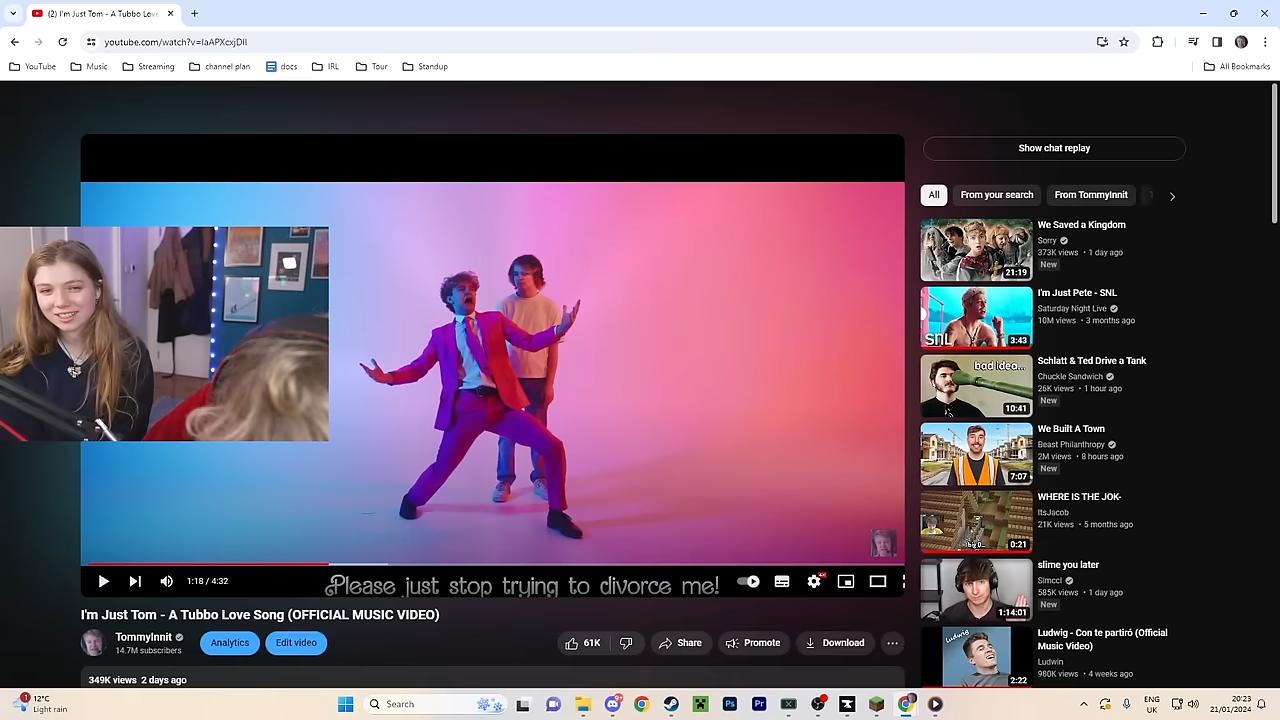 (2) I'm Just Tom - A Tubbo Love
youtube.com/watch?v=IaAPXcxjDlI
YouTube
Music
Streaming
channel plan
docs
IRL
Tour
Standup
All Bookmarks
Show chat replay
All
From your search
From TommyInnit
We Saved a Kingdom
Sorry
373K views • 1 day ago
New
21:19
I'm Just Pete - SNL
Saturday Night Live
10M views • 3 months ago
SNL
3:43
Schlatt & Ted Drive a Tank
Chuckle Sandwich
26K views • 1 hour ago
New
bad idea...
10:41
We Built A Town
Beast Philanthropy
2M views • 8 hours ago
New
7:07
WHERE IS THE JOK-
ItsJacob
21K views • 5 months ago
0:21
slime you later
Slmccl
585K views • 1 day ago
New
1:14:01
Ludwig - Con te partiró (Official
Music Video)
Ludwin
980K views • 4 weeks ago
Ludwig
2:22
1:18 / 4:32
Please just stop trying to divorce me!
I'm Just Tom - A Tubbo Love Song (OFFICIAL MUSIC VIDEO)
TommyInnit
14.7M subscribers
Analytics
Edit video
61K
Share
Promote
Download
349K views 2 days ago
1
12°C
Light rain
Search
Ps
Pr
ENG
UK
20:23
21/01/2024